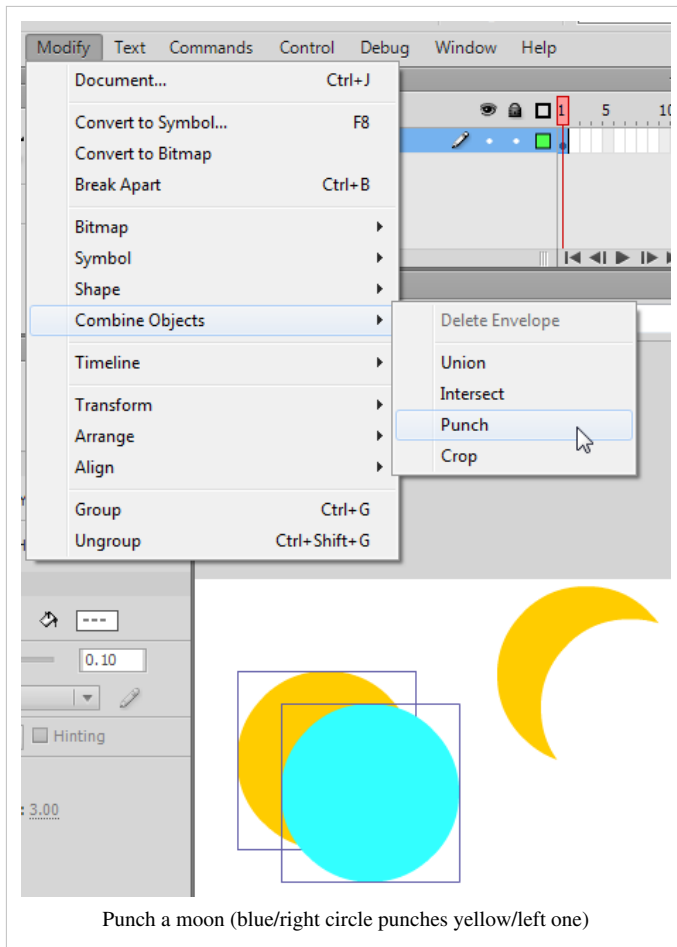 Modify Text Commands Control Debug Window Help
Document... Ctrl+J
1 5 10
Convert to Symbol... F8
Convert to Bitmap
Break Apart Ctrl+B
Bitmap
Symbol
Shape
Combine Objects
Delete Envelope
Timeline
Union
Intersect
Transform
Punch
Arrange
Crop
Align
Group Ctrl+G
Ungroup Ctrl+Shift+G
0.10
Hinting
: 3.00
Punch a moon (blue/right circle punches yellow/left one)